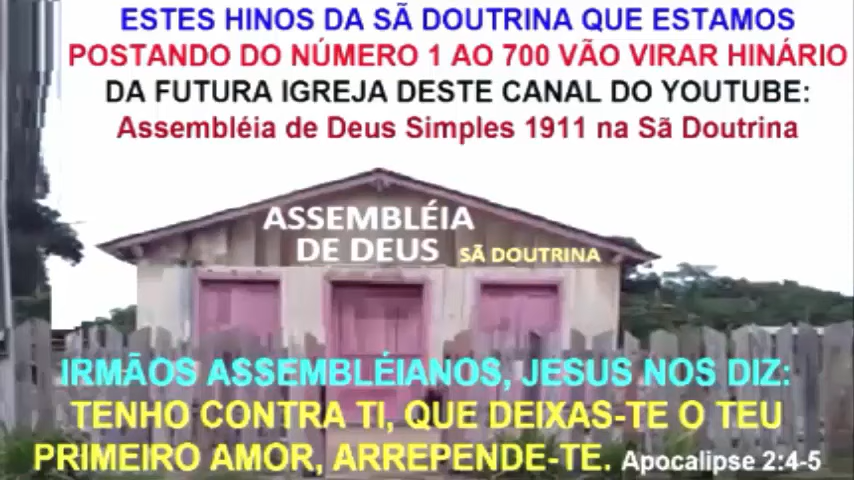 ESTES HINOS DA SÃ DOUTRINA QUE ESTAMOS
POSTANDO DO NÚMERO 1 AO 700 VÃO VIRAR HINÁRIO
DA FUTURA IGREJA DESTE CANAL DO YOUTUBE:
Assembléia de Deus Simples 1911 na Sã Doutrina
ASSEMBLÉIA
DE DEUS SÃ DOUTRINA
IRMÃOS ASSEMBLÉIANOS, JESUS NOS DIZ:
TENHO CONTRA TI, QUE DEIXAS-TE O TEU
PRIMEIRO AMOR, ARREPENDE-TE. Apocalipse 2:4-5